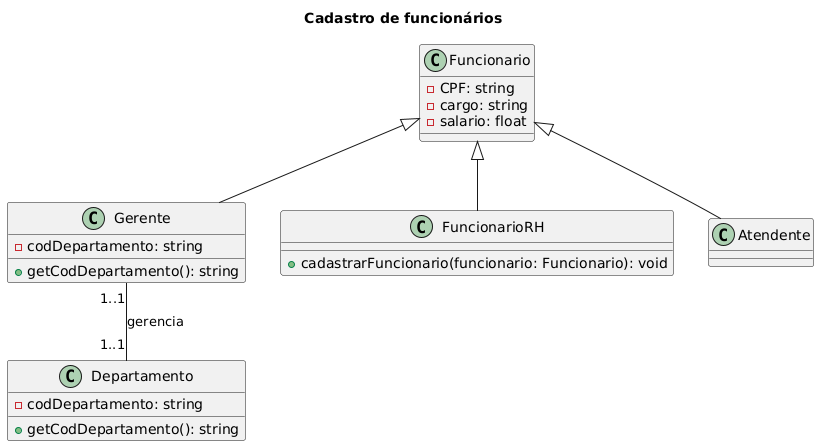 Cadastro de funcionários
C Funcionario
CPF: string
cargo: string
salario: float
C Gerente
codDepartamento: string
getCodDepartamento(): string
C FuncionarioRH
cadastrarFuncionario(funcionario: Funcionario): void
C Atendente
1..1
gerencia
1..1
C Departamento
codDepartamento: string
getCodDepartamento(): string